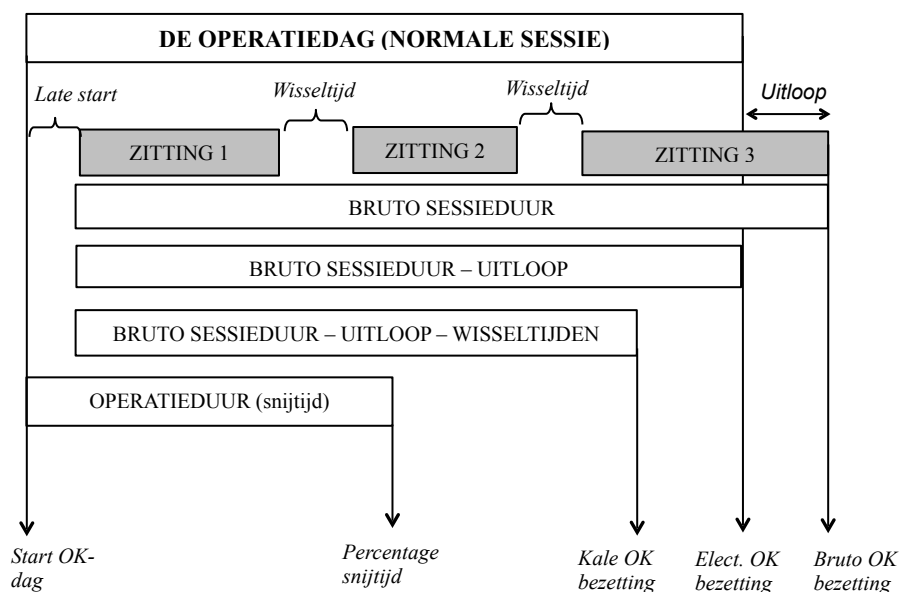 DE OPERATIEDAG (NORMALE SESSIE)
Late start
Wisseltijd
Wisseltijd
Uitloop
ZITTING 1
ZITTING 2
ZITTING 3
BRUTO SESSIEDUUR
BRUTO SESSIEDUUR – UITLOOP
BRUTO SESSIEDUUR – UITLOOP – WISSELTIJDEN
OPERATIEDUUR (snijtijd)
Start OK-
dag
Percentage
snijtijd
Kale OK
bezetting
Elect. OK
bezetting
Bruto OK
bezetting